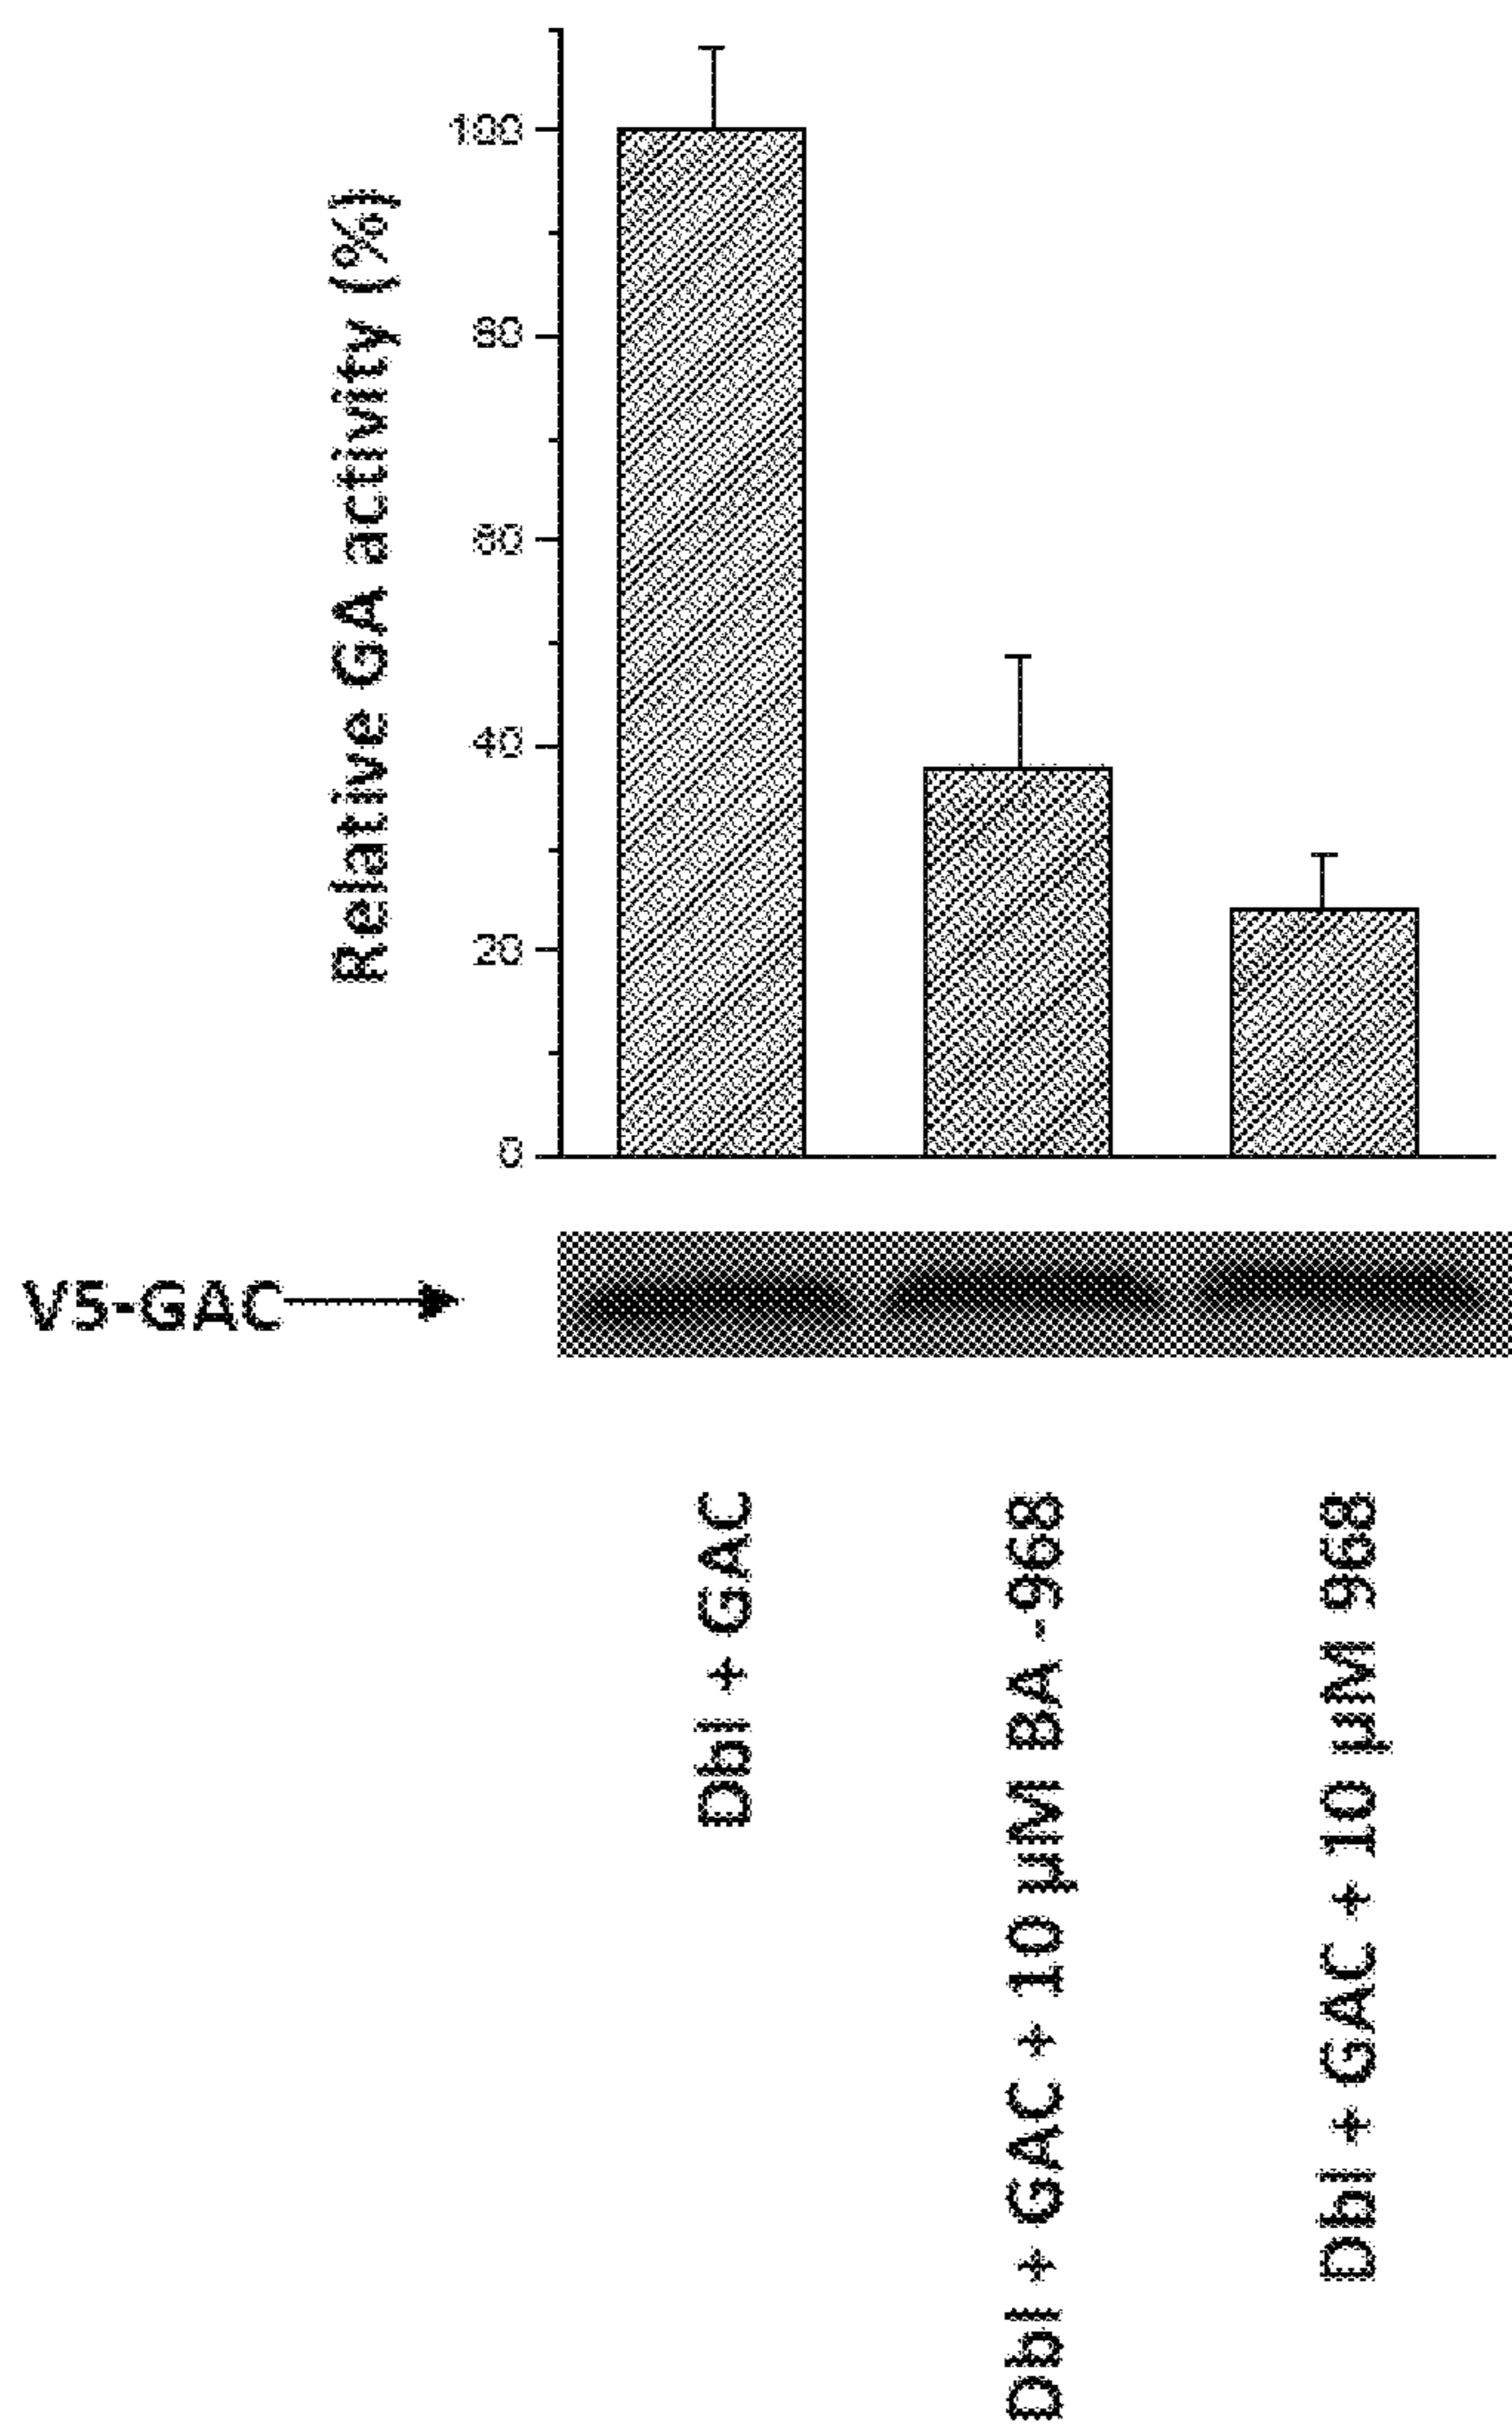 Relative GA activity (%)
100
80
60
40
20
0
V5-GAC
Dbl + GAC
Dbl + GAC + 10 µM BA -968
Dbl + GAC + 10 µM 968